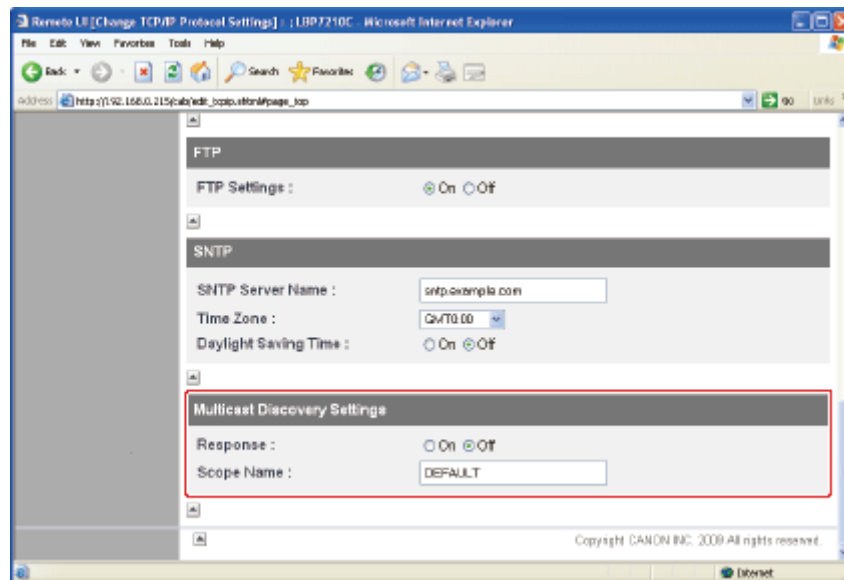 Remote UI [Change TCP/IP Protocol Settings] : ; LBP7210C - Microsoft Internet Explorer
File Edit View Favorites Tools Help
Back Search Favorites
Address http://192.168.0.215/cab/edit_tcpip.shtml#page_top Go Links
FTP
FTP Settings : On Off
SNTP
SNTP Server Name : sntp.example.com
Time Zone : GMT0:00
Daylight Saving Time : On Off
Multicast Discovery Settings
Response : On Off
Scope Name : DEFAULT
Copyright CANON INC. 2009 All rights reserved.
Internet